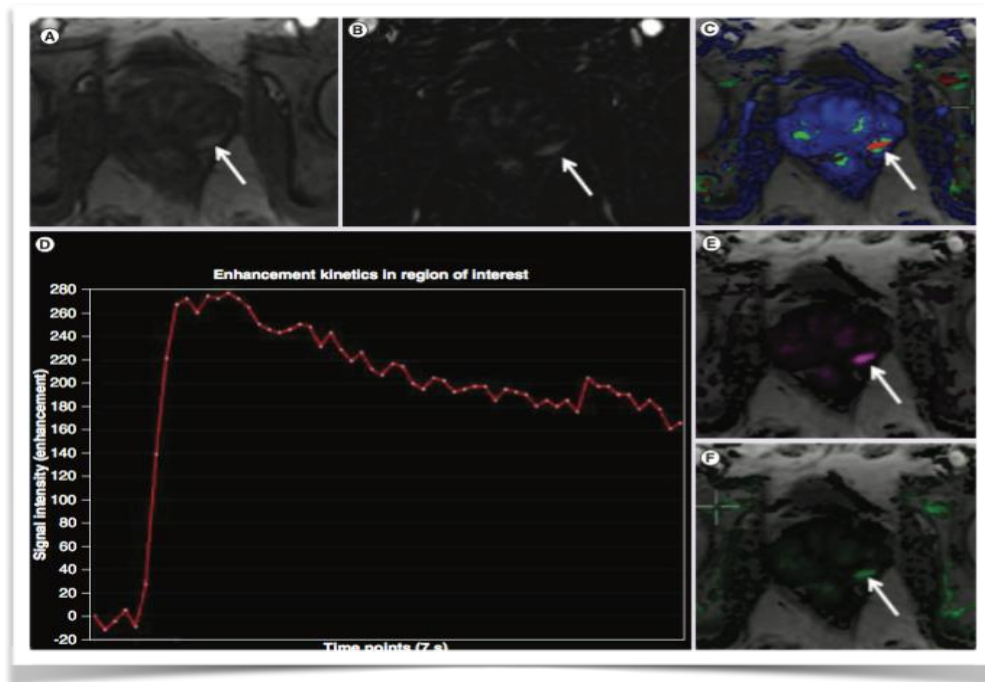 A
B
C
D
Enhancement kinetics in region of interest
280
260
240
220
200
180
160
140
120
100
80
60
40
20
0
-20
Signal intensity (enhancement)
Time points (7 s)
E
F